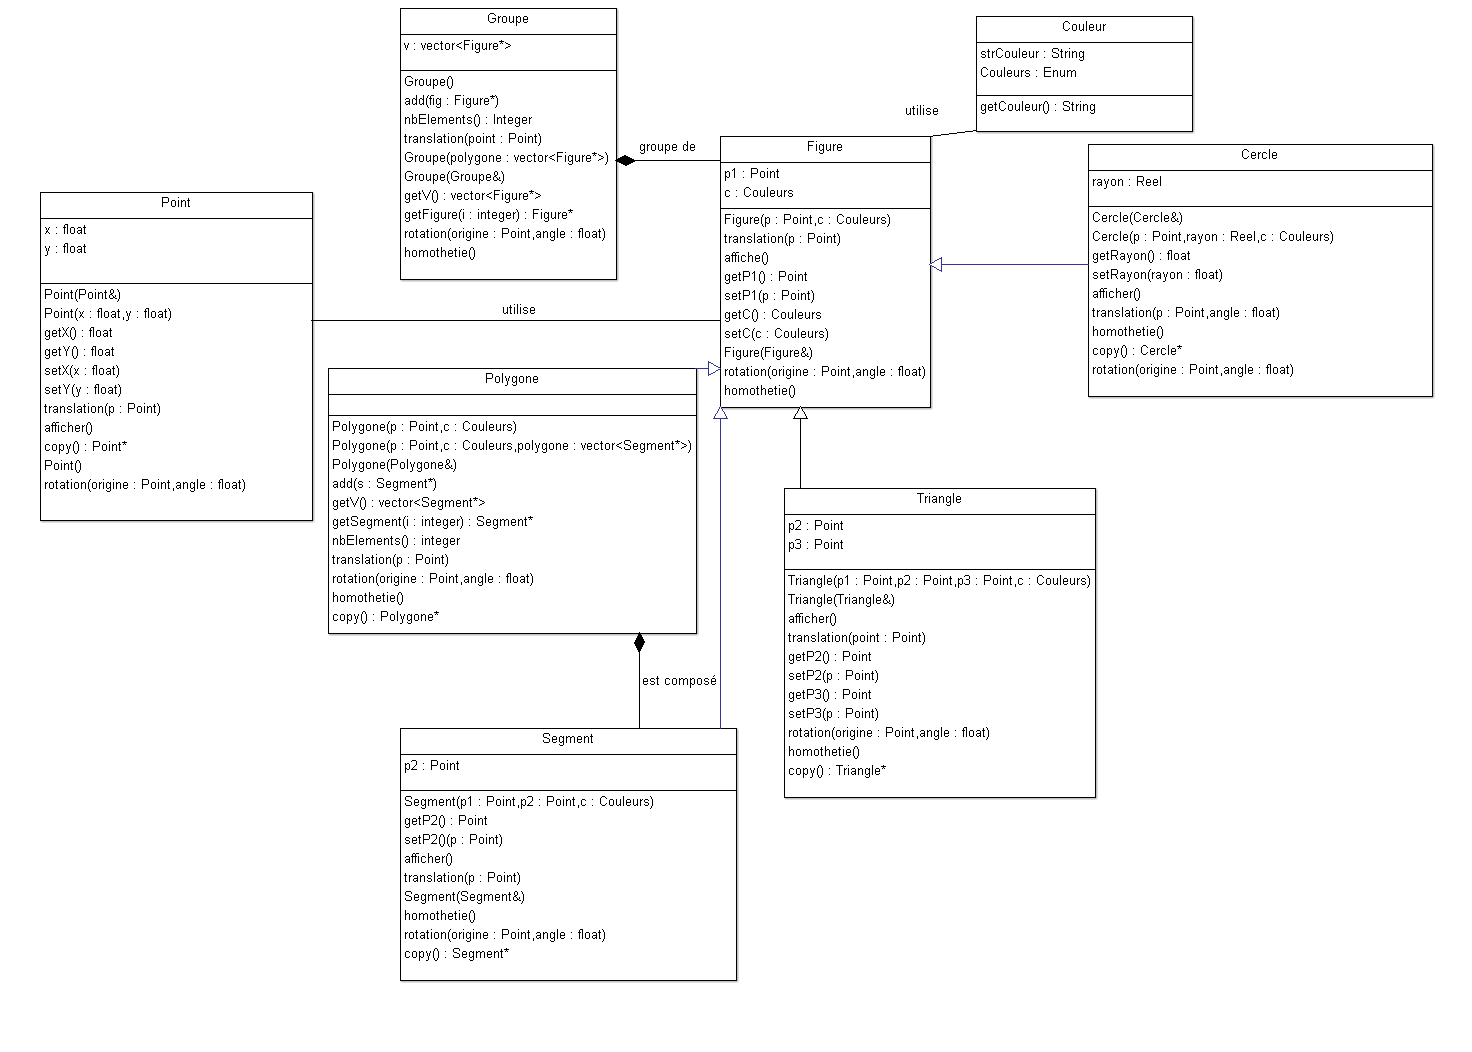 Groupe
v : vector<Figure*>
Groupe()
add(fig : Figure*)
nbElements() : Integer
translation(point : Point)
Groupe(polygone : vector<Figure*>)
Groupe(Groupe&)
getV() : vector<Figure*>
getFigure(i : integer) : Figure*
rotation(origine : Point,angle : float)
homothetie()
Couleur
strCouleur : String
Couleurs : Enum
getCouleur() : String
utilise
groupe de
Figure
p1 : Point
c : Couleurs
Figure(p : Point,c : Couleurs)
translation(p : Point)
affiche()
getP1() : Point
setP1(p : Point)
getC() : Couleurs
setC(c : Couleurs)
Figure(Figure&)
rotation(origine : Point,angle : float)
homothetie()
Cercle
rayon : Reel
Cercle(Cercle&)
Cercle(p : Point,rayon : Reel,c : Couleurs)
getRayon() : float
setRayon(rayon : float)
afficher()
translation(p : Point,angle : float)
homothetie()
copy() : Cercle*
rotation(origine : Point,angle : float)
Point
x : float
y : float
Point(Point&)
Point(x : float,y : float)
getX() : float
getY() : float
setX(x : float)
setY(y : float)
translation(p : Point)
afficher()
copy() : Point*
Point()
rotation(origine : Point,angle : float)
utilise
Polygone
Polygone(p : Point,c : Couleurs)
Polygone(p : Point,c : Couleurs,polygone : vector<Segment*>)
Polygone(Polygone&)
add(s : Segment*)
getV() : vector<Segment*>
getSegment(i : integer) : Segment*
nbElements() : integer
translation(p : Point)
rotation(origine : Point,angle : float)
homothetie()
copy() : Polygone*
est composé
Triangle
p2 : Point
p3 : Point
Triangle(p1 : Point,p2 : Point,p3 : Point,c : Couleurs)
Triangle(Triangle&)
afficher()
translation(point : Point)
getP2() : Point
setP2(p : Point)
getP3() : Point
setP3(p : Point)
rotation(origine : Point,angle : float)
homothetie()
copy() : Triangle*
Segment
p2 : Point
Segment(p1 : Point,p2 : Point,c : Couleurs)
getP2() : Point
setP2()(p : Point)
afficher()
translation(p : Point)
Segment(Segment&)
homothetie()
rotation(origine : Point,angle : float)
copy() : Segment*